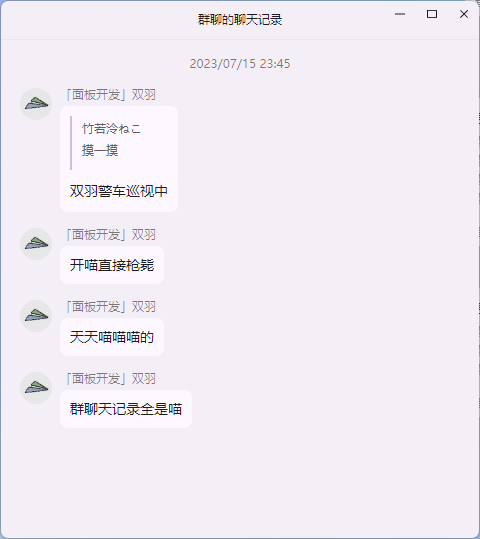 群聊的聊天记录
2023/07/15 23:45
「面板开发」双羽
竹若泠ねこ
摸一摸
双羽警车巡视中
「面板开发」双羽
开喵直接枪毙
「面板开发」双羽
天天喵喵喵的
「面板开发」双羽
群聊天记录全是喵